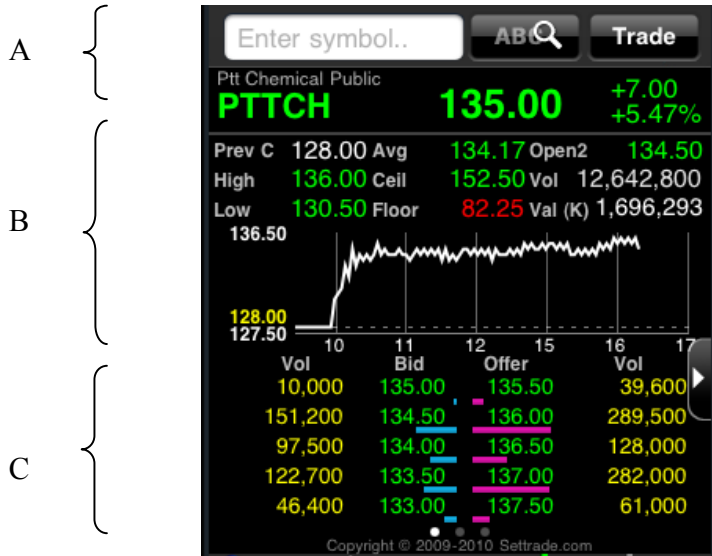 A
Enter symbol.. ABC Trade
Ptt Chemical Public
PTTCH 135.00 +7.00
+5.47%
B
Prev C 128.00 Avg 134.17 Open2 134.50
High 136.00 Ceil 152.50 Vol 12,642,800
Low 130.50 Floor 82.25 Val (K) 1,696,293
136.50
128.00
127.50
10 11 12 15 16 17
C
Vol Bid Offer Vol
10,000 135.00 135.50 39,600
151,200 134.50 136.00 289,500
97,500 134.00 136.50 128,000
122,700 133.50 137.00 282,000
46,400 133.00 137.50 61,000
Copyright © 2009-2010 Settrade.com